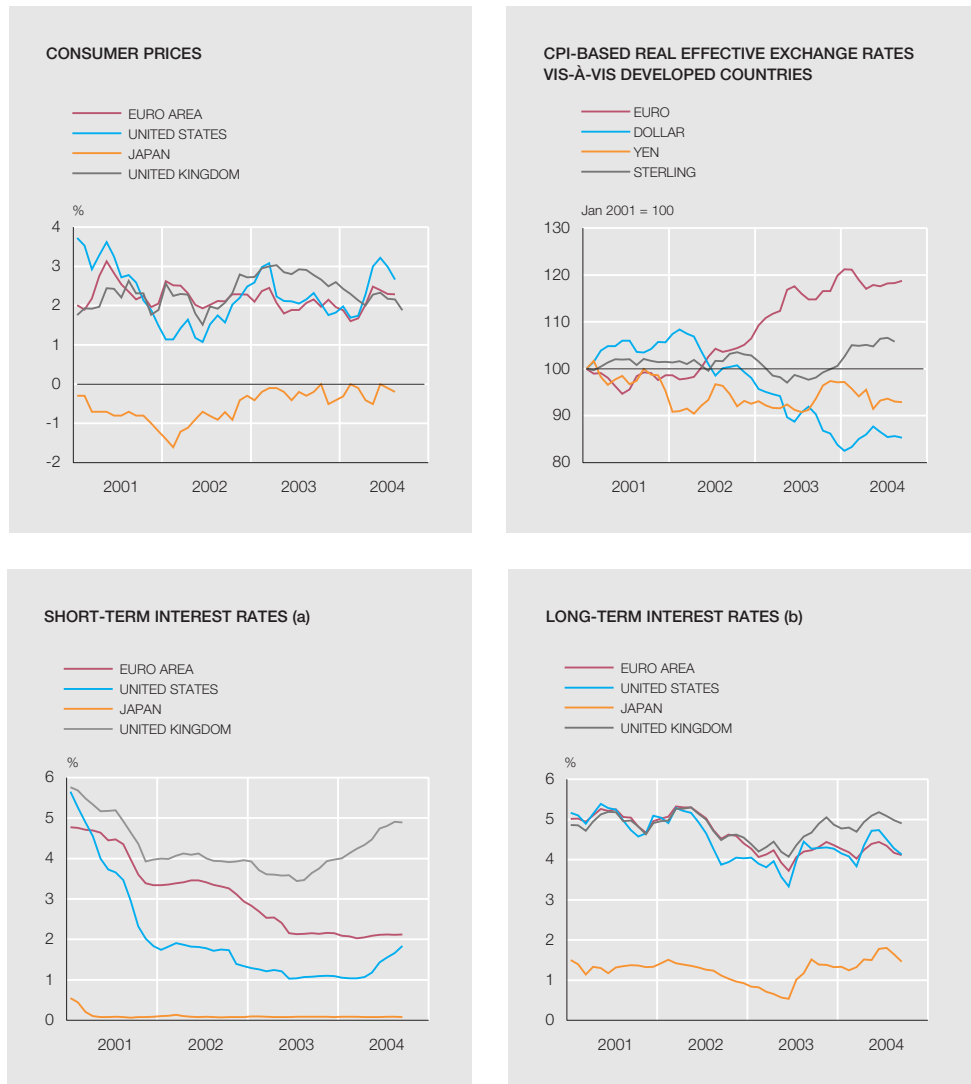 CONSUMER PRICES
EURO AREA
UNITED STATES
JAPAN
UNITED KINGDOM
%
4
3
2
1
0
-1
-2
2001 2002 2003 2004
CPI-BASED REAL EFFECTIVE EXCHANGE RATES
VIS-À-VIS DEVELOPED COUNTRIES
EURO
DOLLAR
YEN
STERLING
Jan 2001 = 100
130
120
110
100
90
80
2001 2002 2003 2004
SHORT-TERM INTEREST RATES (a)
EURO AREA
UNITED STATES
JAPAN
UNITED KINGDOM
%
6
5
4
3
2
1
0
2001 2002 2003 2004
LONG-TERM INTEREST RATES (b)
EURO AREA
UNITED STATES
JAPAN
UNITED KINGDOM
%
6
5
4
3
2
1
0
2001 2002 2003 2004